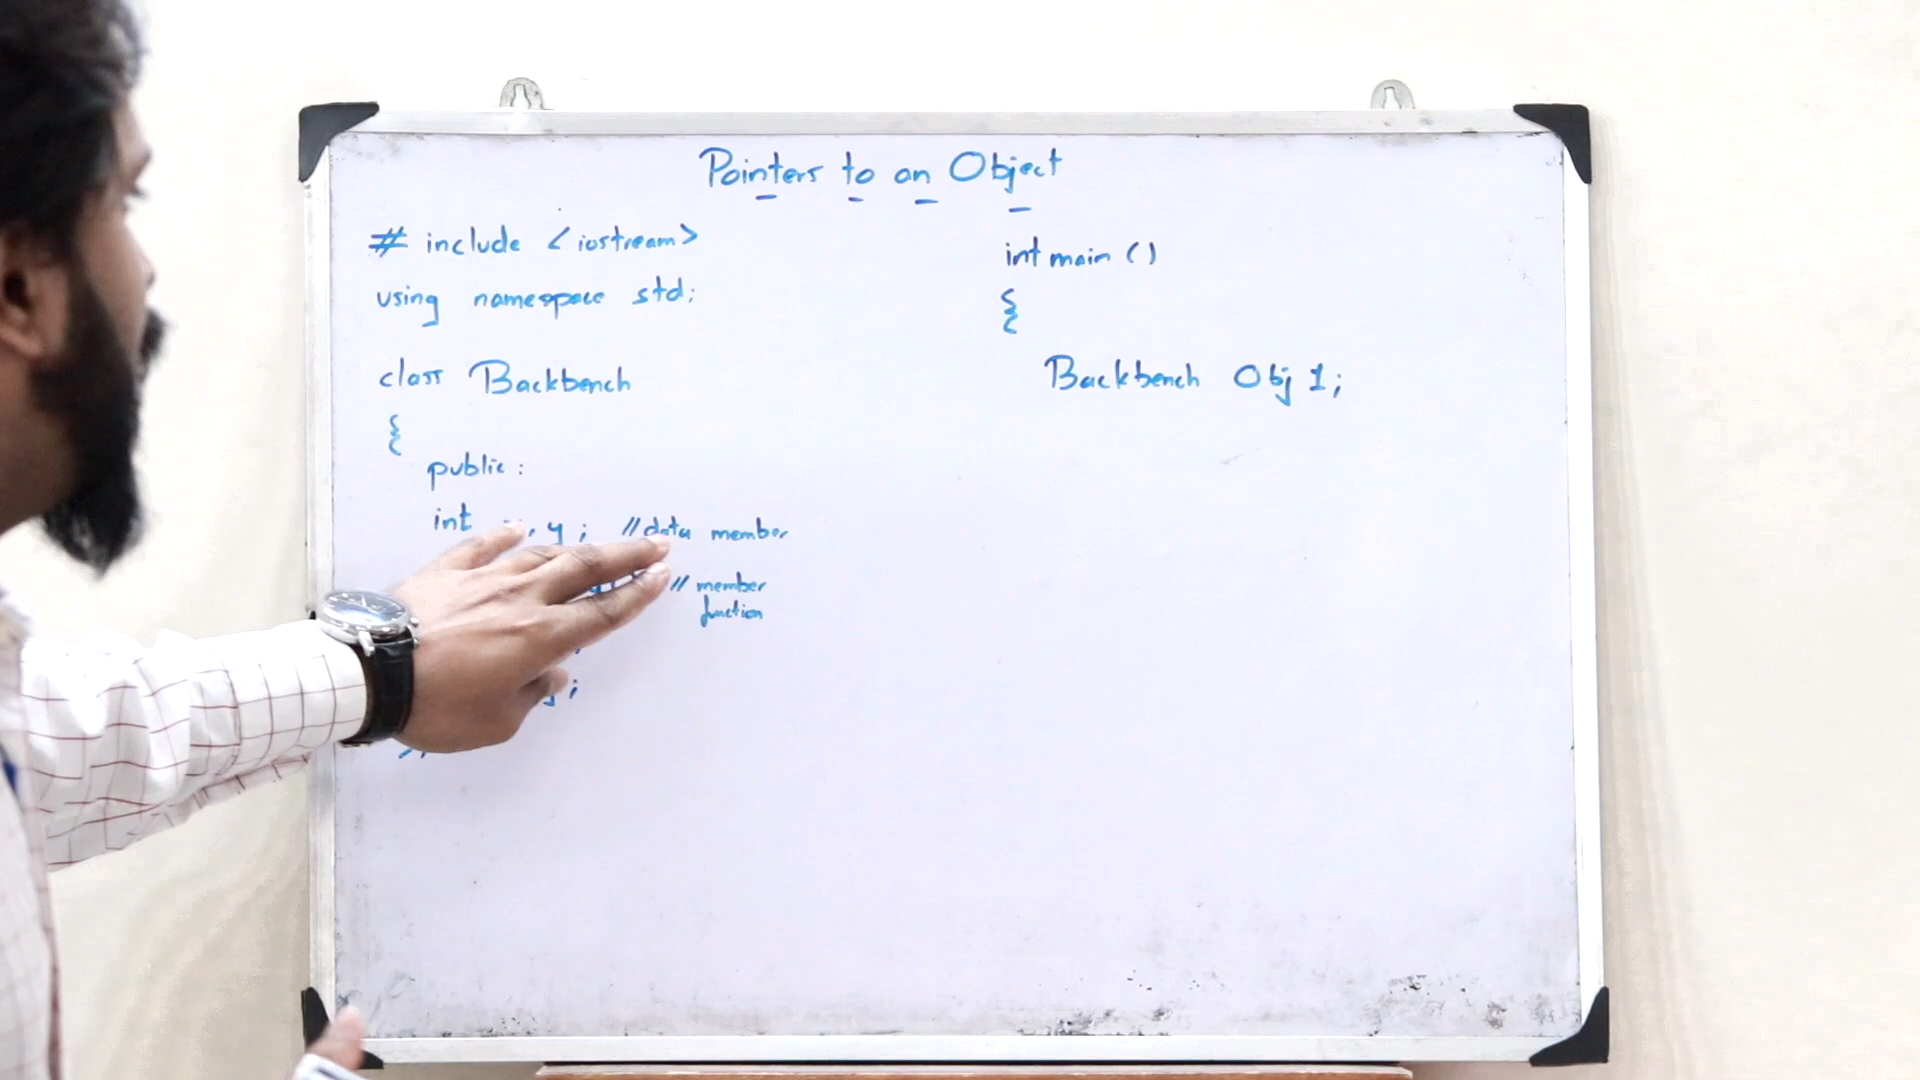 Pointers to an Object
# include <iostream>
using namespace std;
class Backbench
{
public:
int , y ; // data member
// member
function
;
;
int main ()
{
Backbench Obj 1;